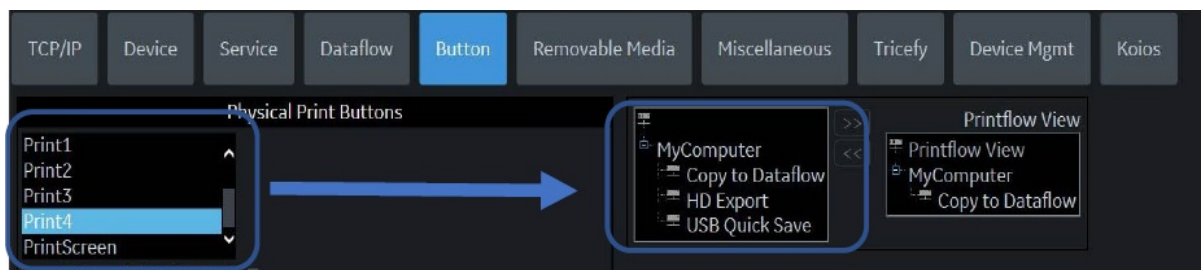 TCP/IP Device Service Dataflow Button Removable Media Miscellaneous Tricefy Device Mgmt Koios
Physical Print Buttons
Print1
Print2
Print3
Print4
PrintScreen
>>
<<
MyComputer
Copy to Dataflow
HD Export
USB Quick Save
Printflow View
Printflow View
MyComputer
Copy to Dataflow